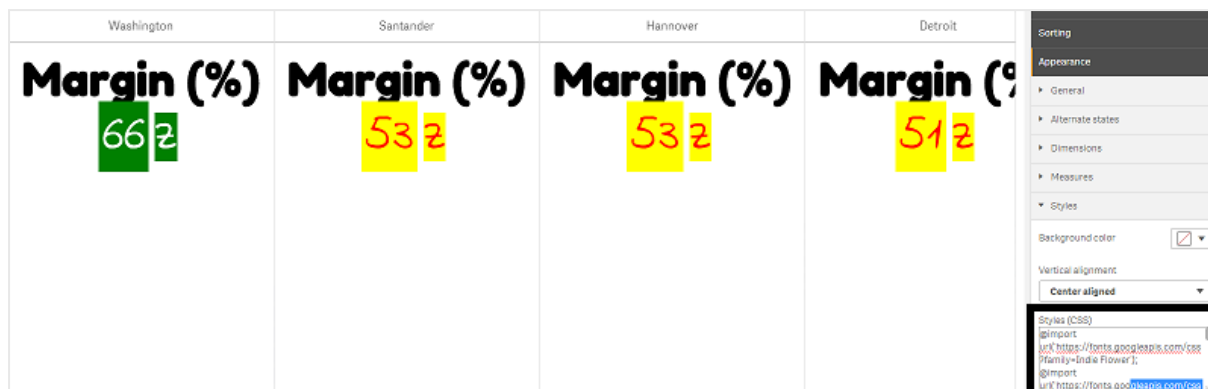 Washington Santander Hannover Detroit
Margin (%) Margin (%) Margin (%) Margin (%
66 z 53 z 53 z 51 z
Sorting
Appearance
General
Alternate states
Dimensions
Measures
Styles
Background color
Vertical alignment
Center aligned
Styles (CSS)
@import
url('https://fonts.googleapis.com/css
?family=Indie Flower');
@import
url('https://fonts.googleapis.com/css